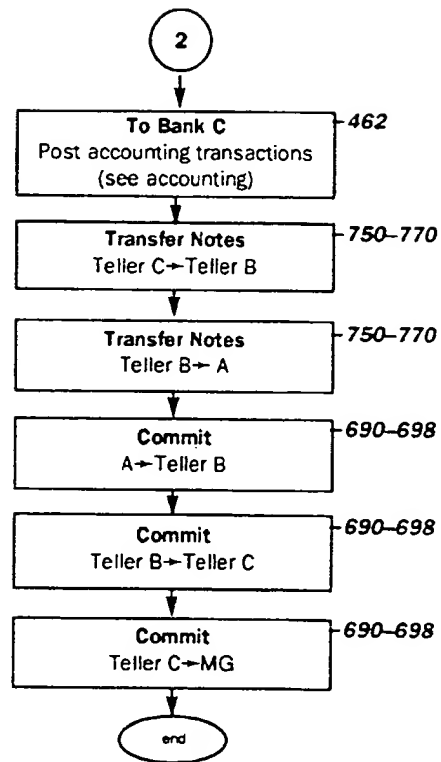 2
To Bank C
462
Post accounting transactions
(see accounting)
Transfer Notes
750–770
Teller C→Teller B
Transfer Notes
750–770
Teller B→A
Commit
690–698
A→Teller B
Commit
690–698
Teller B→Teller C
Commit
690–698
Teller C→MG
end